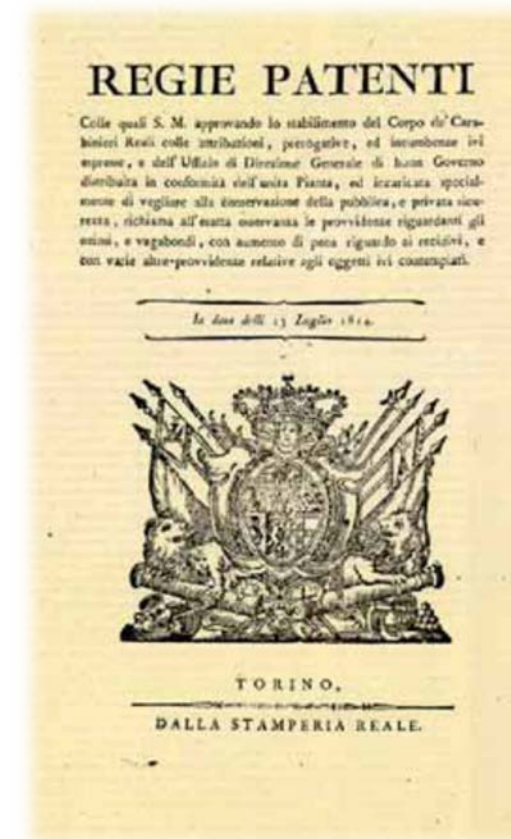 REGIE PATENTI
Colle quali S. M. approvando lo stabilimento del Corpo de' Cara-
binieri Reali colle attribuzioni, prerogative, ed incumbenze ivi
espresse, e dell'Uffizio di Direzione Generale di buon Governo
distribuita in conformità dell'unita Pianta, ed incaricata special-
mente di vegliare alla conservazione della pubblica, e privata sicu-
rezza, richiama all'esatta osservanza le provvidenze riguardanti gli
oziosi, e vagabondi, con aumento di pena riguardo ai recidivi, e
con varie altre provvidenze relative agli oggetti ivi contemplati.
In data delli 13 Luglio 1814.
TORINO,
DALLA STAMPERIA REALE.